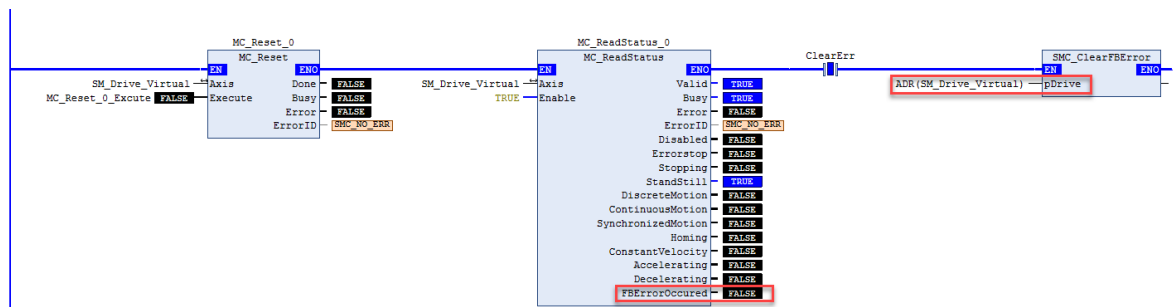 MC_Reset_0
MC_Reset
EN ENO
SM_Drive_Virtual Axis Done FALSE
MC_Reset_0_Excute FALSE Execute Busy FALSE
Error FALSE
ErrorID SMC_NO_ERR
MC_ReadStatus_0
MC_ReadStatus
EN ENO
SM_Drive_Virtual Axis Valid TRUE
TRUE Enable Busy TRUE
Error FALSE
ErrorID SMC_NO_ERR
Disabled FALSE
Errorstop FALSE
Stopping FALSE
StandStill TRUE
DiscreteMotion FALSE
ContinuousMotion FALSE
SynchronizedMotion FALSE
Homing FALSE
ConstantVelocity FALSE
Accelerating FALSE
Decelerating FALSE
FBErrorOccured FALSE
ClearErr
SMC_ClearFBError
EN ENO
ADR(SM_Drive_Virtual) pDrive